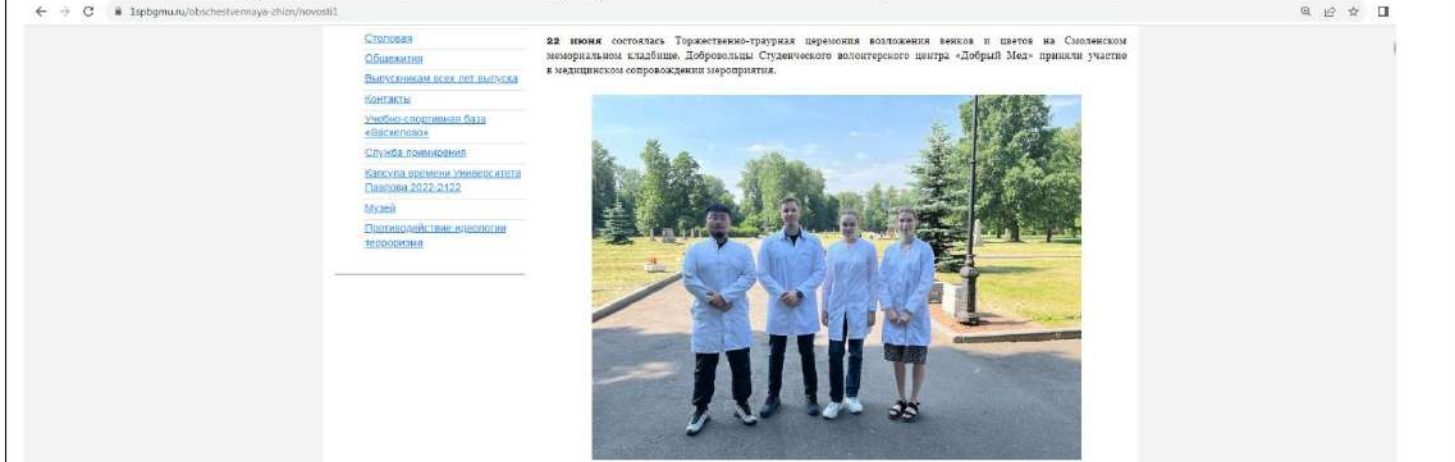 1spbgmu.ru/obschestvennaya-zhizn/novosti1
Столовая
Общежития
Выпускникам всех лет выпуска
Контакты
Учебно-спортивная база
«Васкелово»
Служба примирения
Капсула времени университета
Павлова 2022-2122
Музей
Противодействие идеологии
терроризма
22 июня состоялась Торжественно-траурная церемония возложения венков и цветов на Смоленском
мемориальном кладбище. Добровольцы Студенческого волонтерского центра «Добрый Мед» приняли участие
в медицинском сопровождении мероприятия.